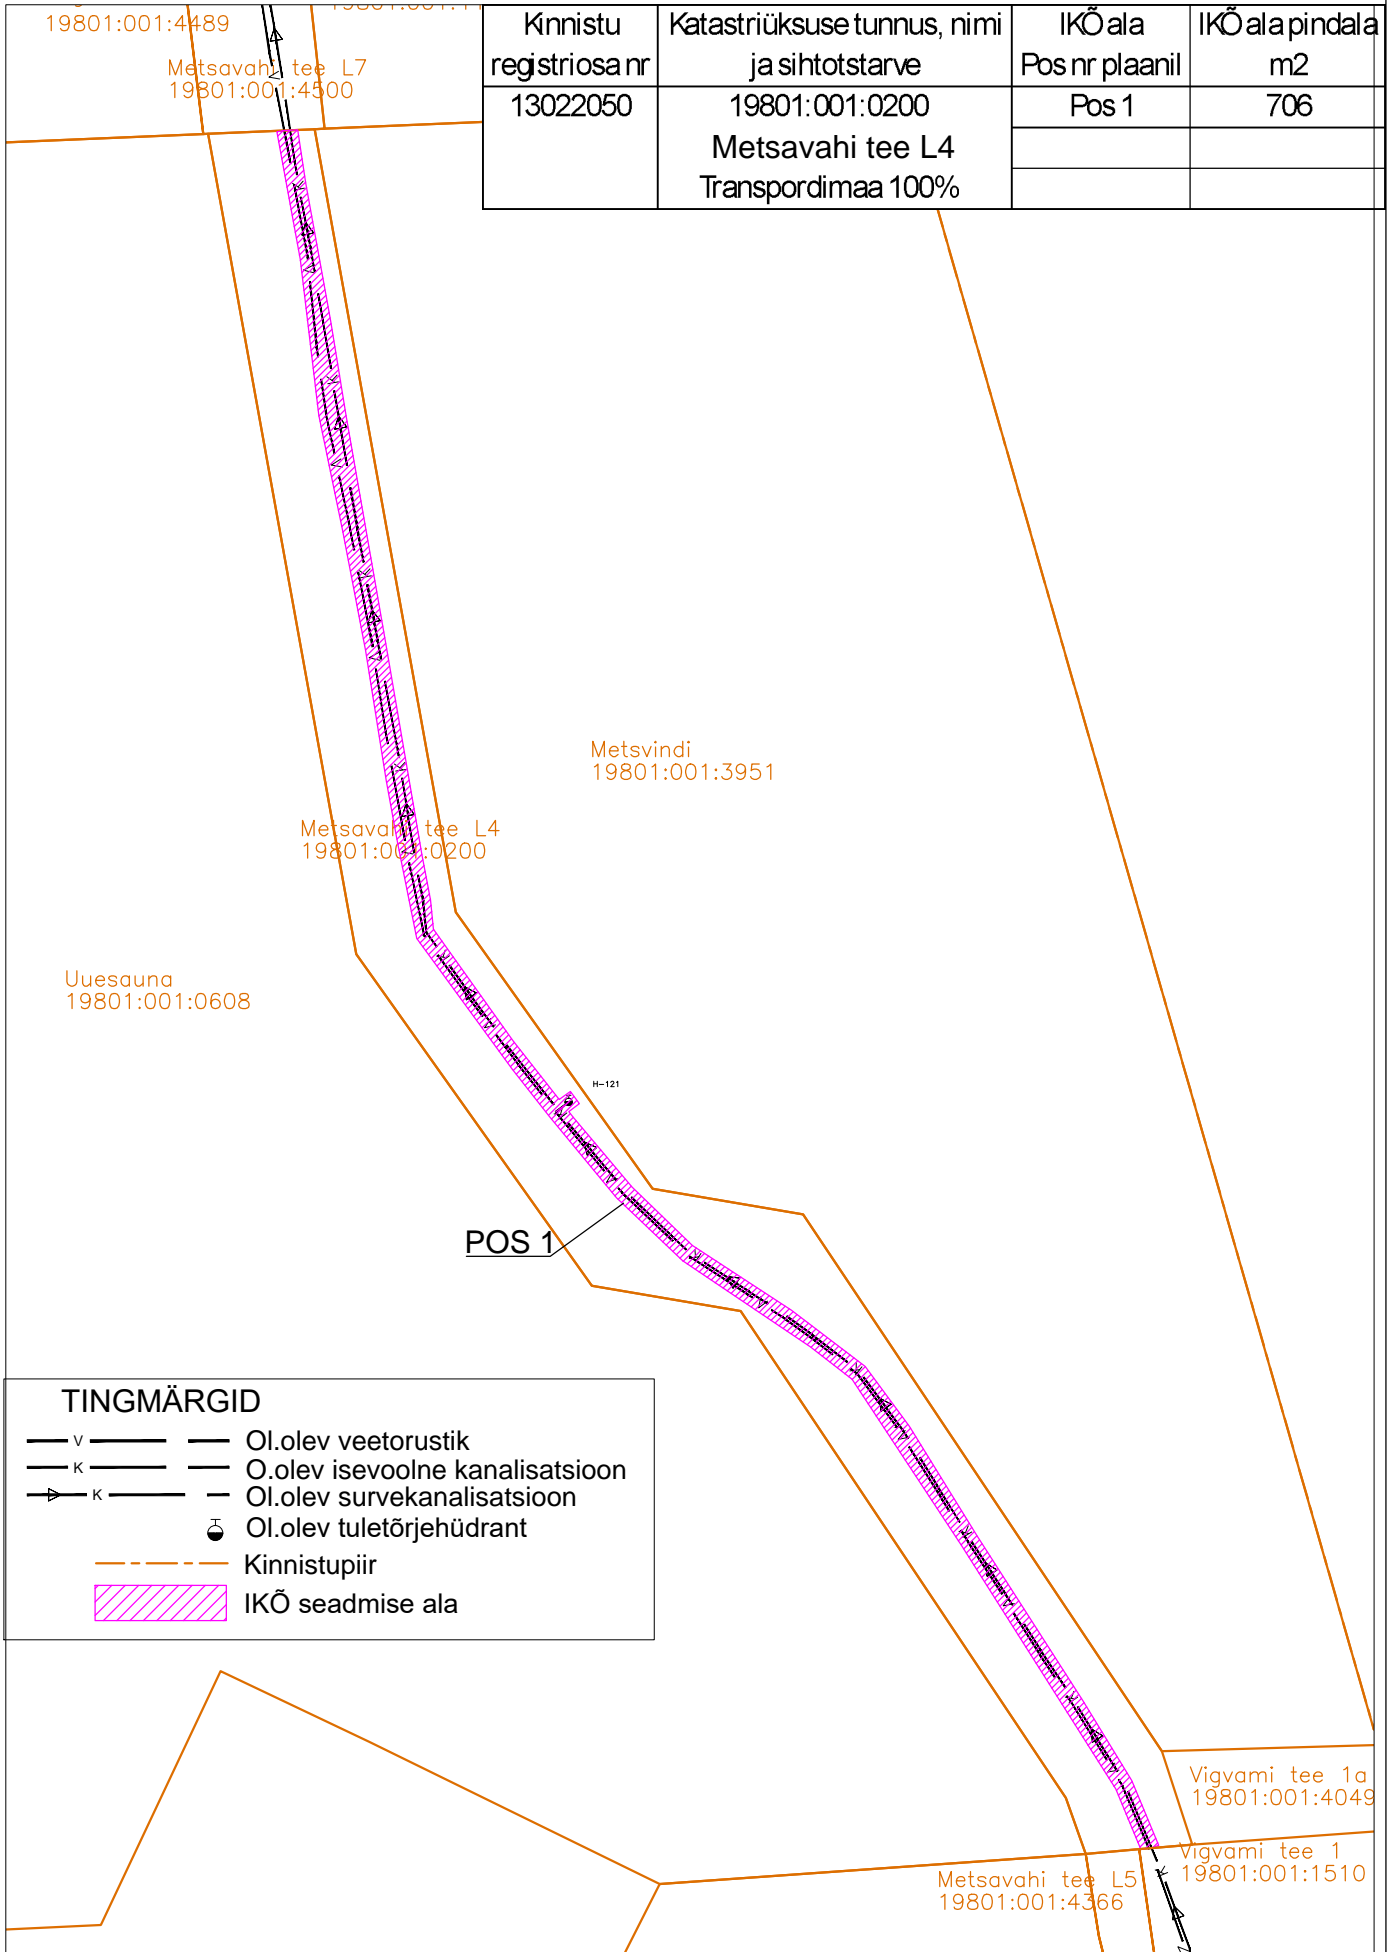 19801:001:4489
Metsavahi tee L7
19801:001:4500
Kinnistu registriosa nr
Katastriüksuse tunnus, nimi ja sihtotstarve
IKÕ ala Pos nr plaanil
IKÕ ala pindala m2
13022050
19801:001:0200
Metsavahi tee L4
Transpordimaa 100%
Pos 1
706
Metsvindi
19801:001:3951
Metsavahi tee L4
19801:001:0200
Uuesauna
19801:001:0608
H-121
POS 1
TINGMÄRGID
V
Ol.olev veetorustik
K
O.olev isevoolne kanalisatsioon
K
Ol.olev survekanalisatsioon
Ol.olev tuletõrjehüdrant
Kinnistupiir
IKÕ seadmise ala
Vigvami tee 1a
19801:001:4049
Vigvami tee 1
19801:001:1510
Metsavahi tee L5
19801:001:4366